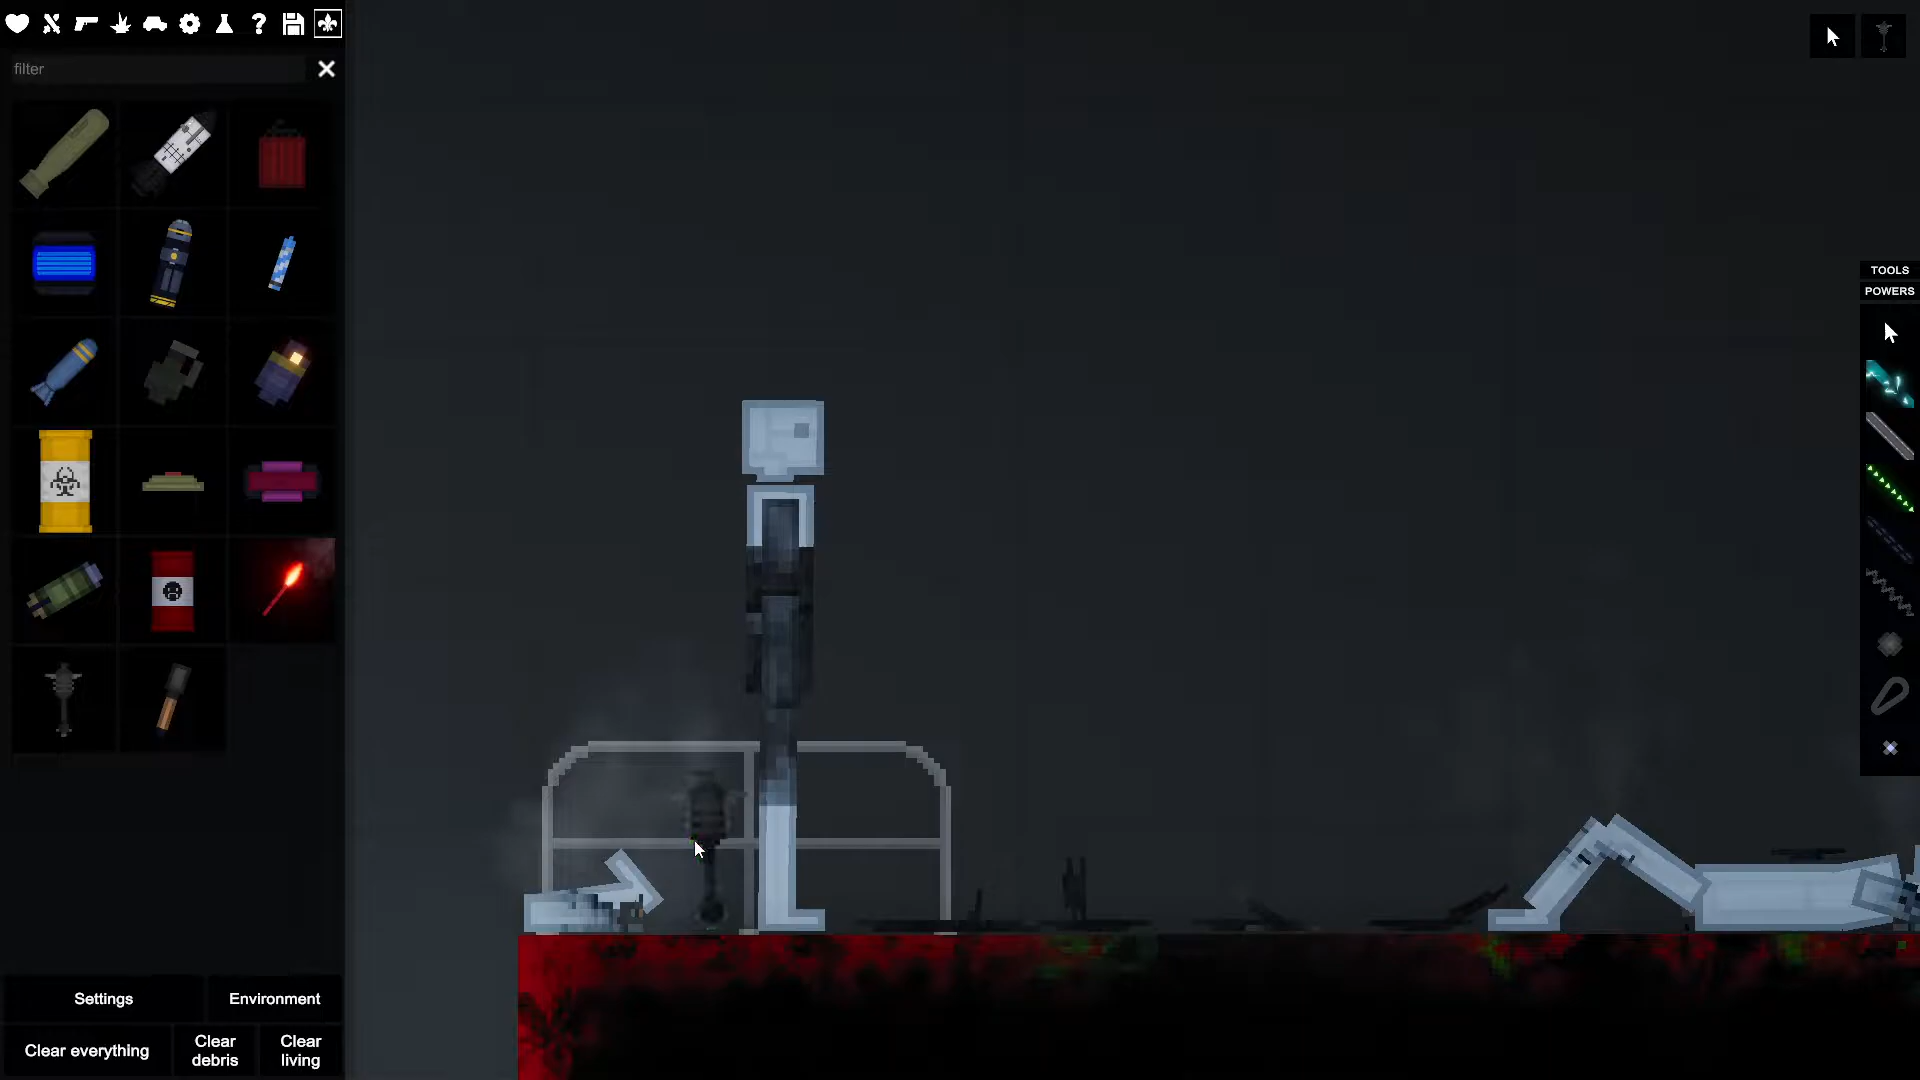 filter
TOOLS
POWERS
Settings
Environment
Clear everything
Clear
debris
Clear
living